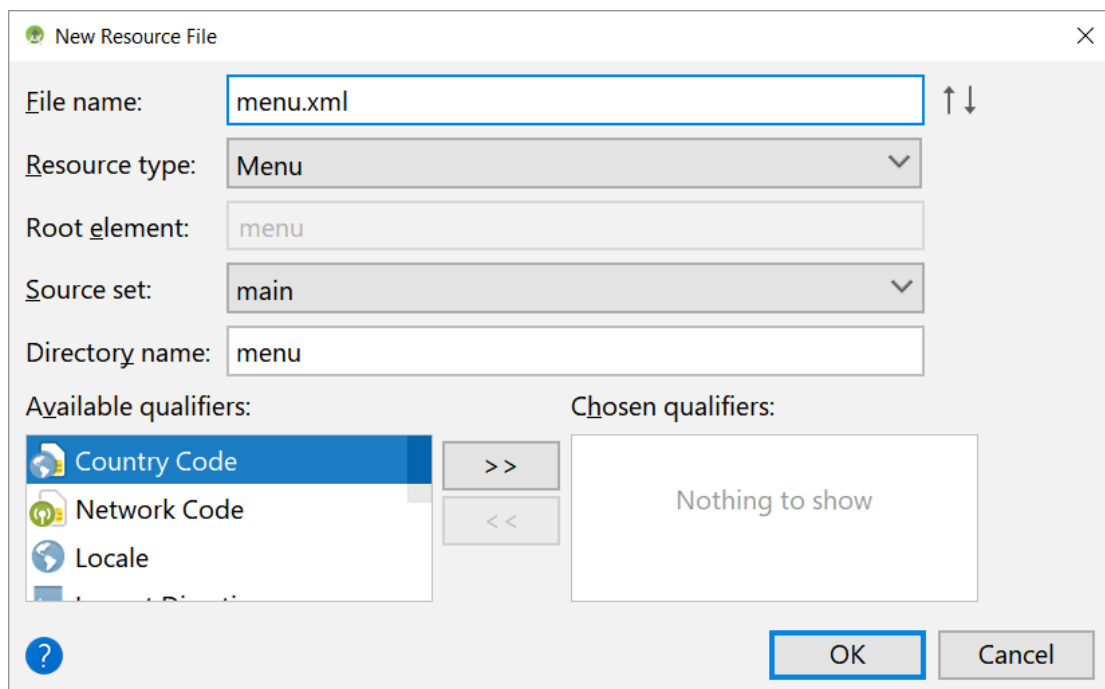 New Resource File
File name: menu.xml
Resource type: Menu
Root element: menu
Source set: main
Directory name: menu
Available qualifiers: Chosen qualifiers:
Country Code >>
Network Code << Nothing to show
Locale
? OK Cancel